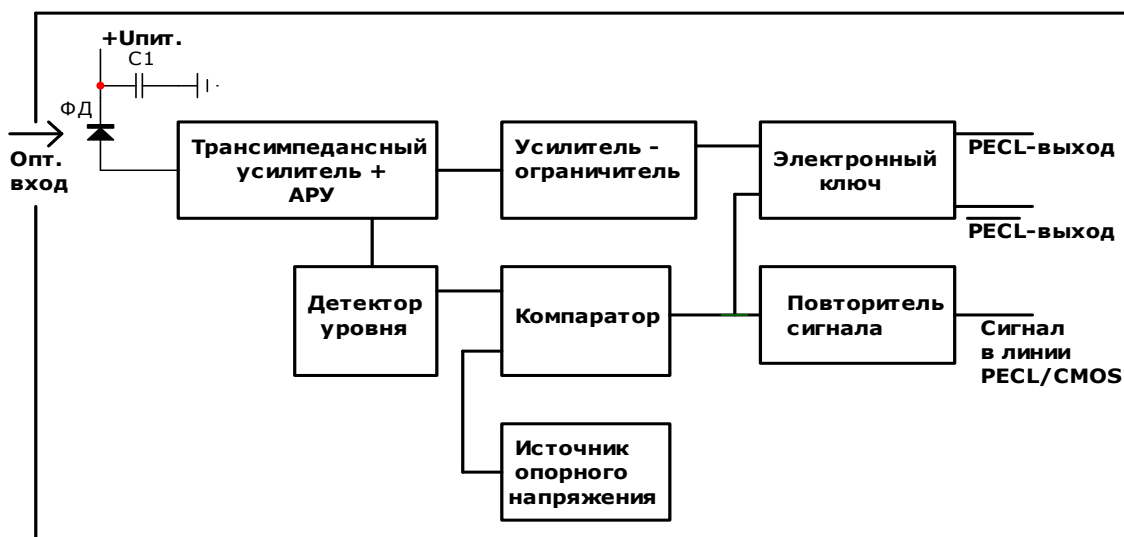 +Uпит.
C1
ФД
Опт.
вход
Трансимпедансный
усилитель +
АРУ
Усилитель -
ограничитель
Электронный
ключ
PECL-выход
PECL-выход
Детектор
уровня
Компаратор
Повторитель
сигнала
Сигнал
в линии
PECL/CMOS
Источник
опорного
напряжения